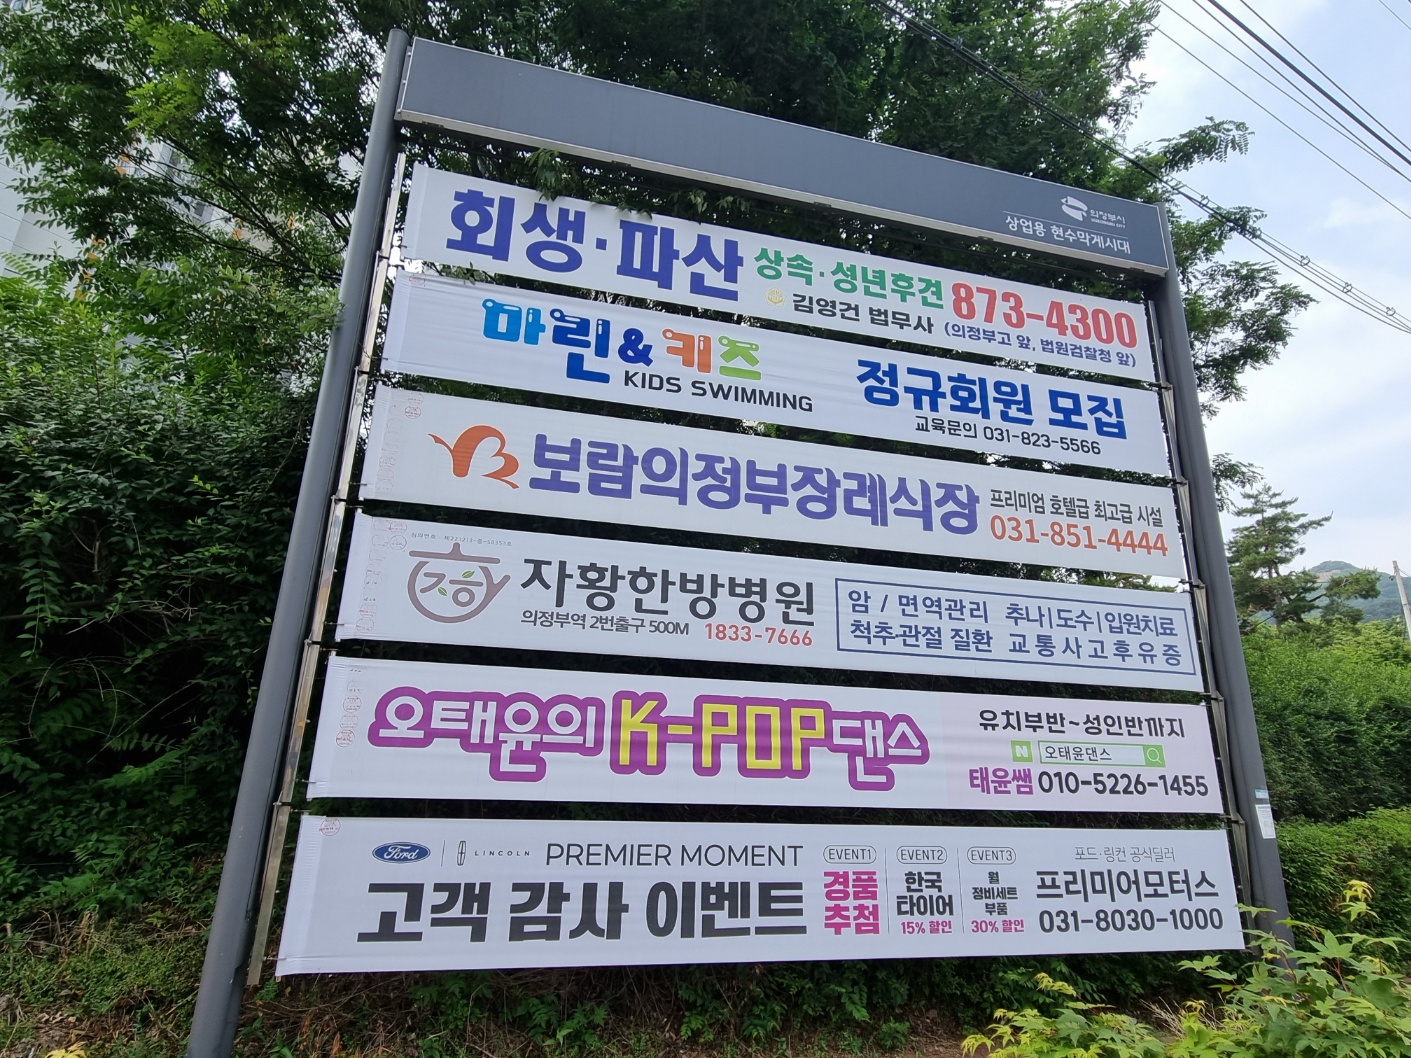 의정부시
상업용 현수막게시대
회생·파산
상속·성년후견
김영건 법무사
873-4300
(의정부고 앞, 법원검찰청 앞)
마린&키즈
KIDS SWIMMING
정규회원 모집
교육문의 031-823-5566
보람의정부장례식장
프리미엄 호텔급 최고급 시설
031-851-4444
자황
자황한방병원
의정부역 2번출구 500M 1833-7666
암 / 면역관리 추나|도수|입원치료
척추·관절 질환 교통사고후유증
오태윤의 K-POP댄스
유치부반~성인반까지
N 오태윤댄스
태윤쌤 010-5226-1455
Ford LINCOLN PREMIER MOMENT
고객 감사 이벤트
EVENT1
경품
추첨
EVENT2
한국
타이어
15% 할인
EVENT3
월
정비세트
부품
30% 할인
포드·링컨 공식딜러
프리미어모터스
031-8030-1000